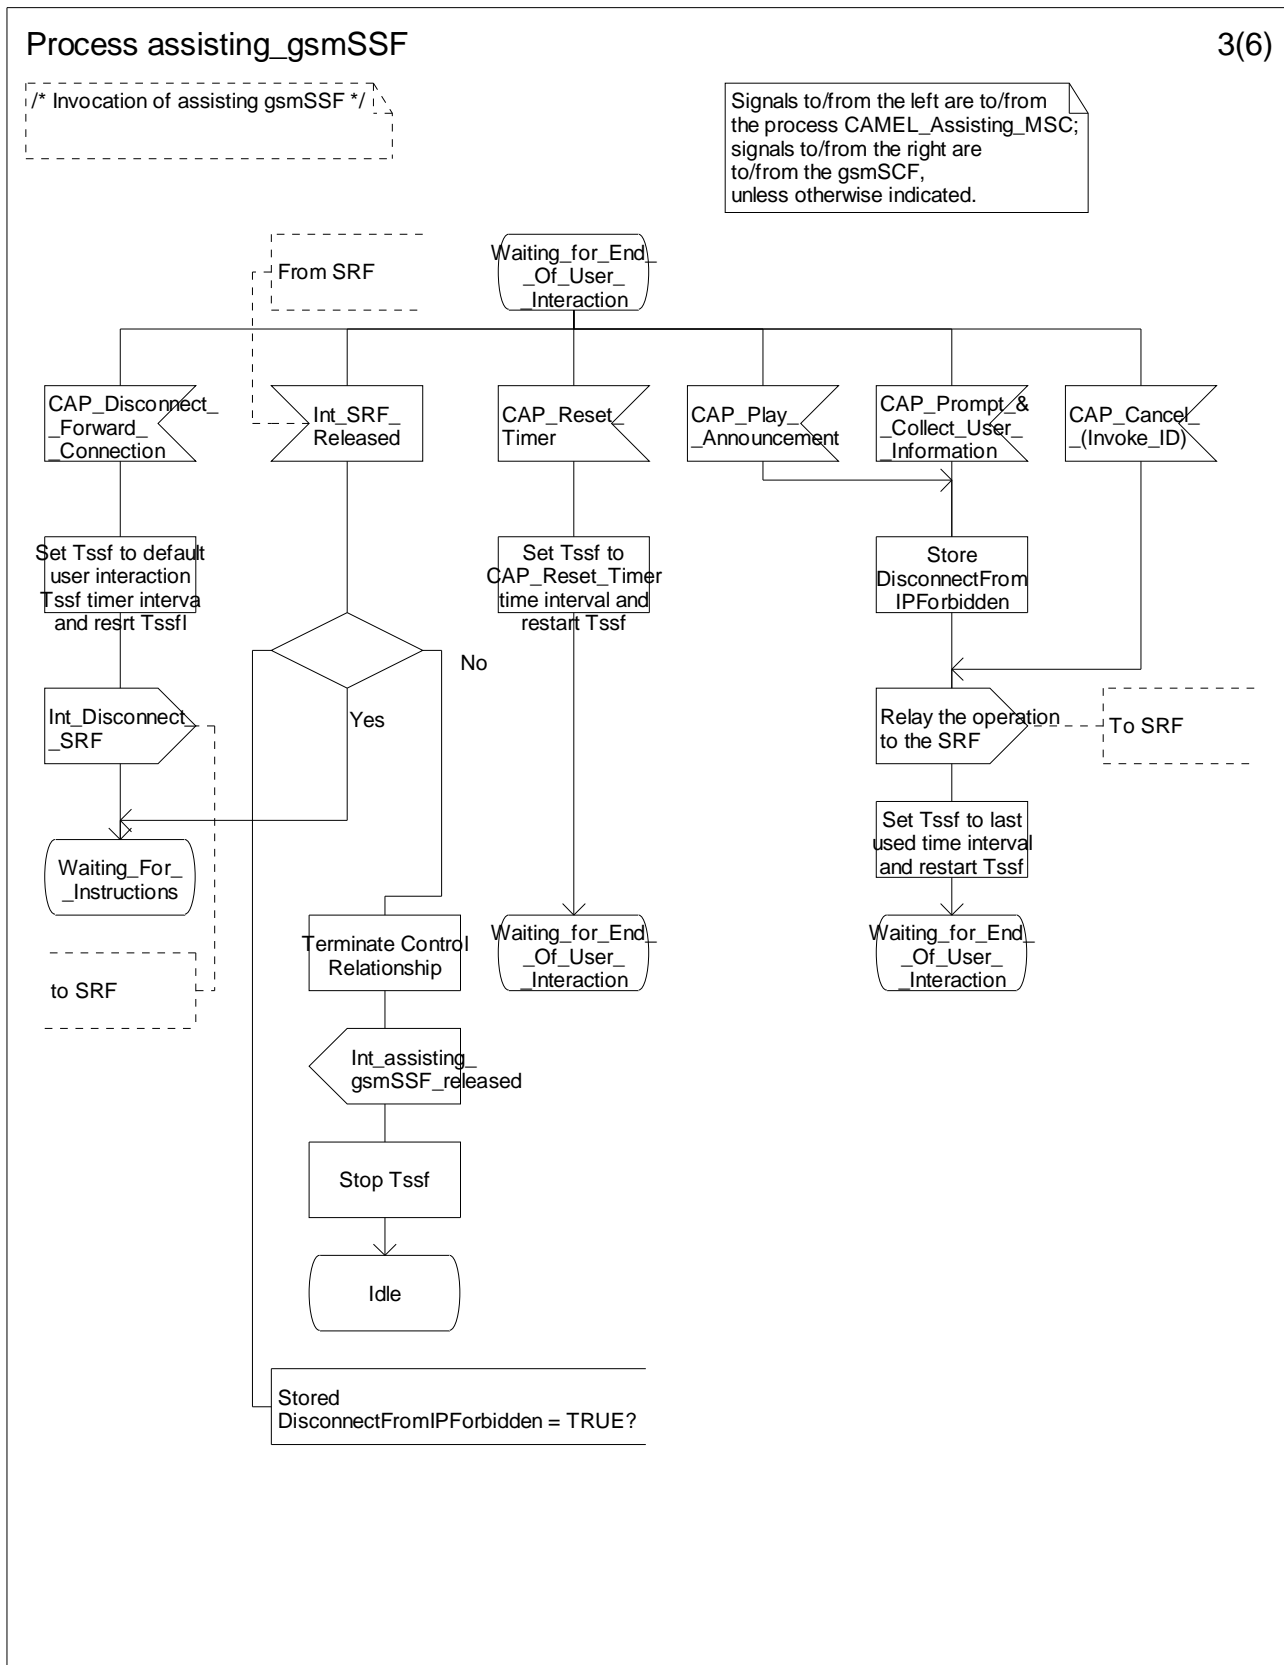 Process assisting_gsmSSF
3(6)
/* Invocation of assisting gsmSSF */
Signals to/from the left are to/from
the process CAMEL_Assisting_MSC;
signals to/from the right are
to/from the gsmSCF,
unless otherwise indicated.
From SRF
Waiting_for_End_
_Of_User_
_Interaction
CAP_Disconnect_
_Forward_
_Connection
Int_SRF_
Released
CAP_Reset_
Timer
CAP_Play_
_Announcement
CAP_Prompt_&
_Collect_User_
_Information
CAP_Cancel_
_(Invoke_ID)
Set Tssf to default
user interaction
Tssf timer interva
and resrt Tssfl
Set Tssf to
CAP_Reset_Timer
time interval and
restart Tssf
Store
DisconnectFrom
IPForbidden
No
Yes
Int_Disconnect_
_SRF
Relay the operation
to the SRF
To SRF
Set Tssf to last
used time interval
and restart Tssf
Waiting_For_
_Instructions
Terminate Control
Relationship
Waiting_for_End_
_Of_User_
_Interaction
Waiting_for_End_
_Of_User_
_Interaction
to SRF
Int_assisting_
gsmSSF_released
Stop Tssf
Idle
Stored
DisconnectFromIPForbidden = TRUE?